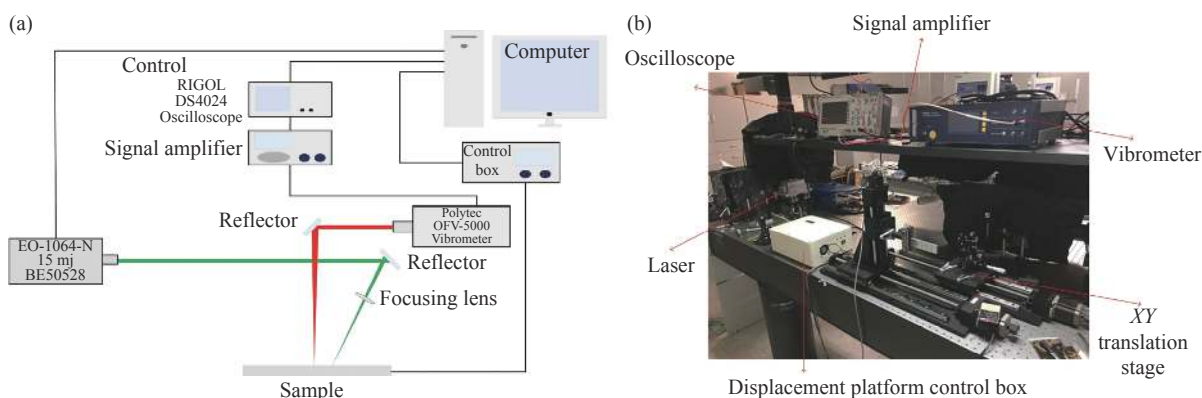 (a)
Control
RIGOL
DS4024
Oscilloscope
Signal amplifier
Computer
Control
box
Reflector
Polytec
OFV-5000
Vibrometer
EO-1064-N
15 mj
BE50528
Reflector
Focusing lens
Sample
(b)
Signal amplifier
Oscilloscope
Vibrometer
Laser
XY
translation
stage
Displacement platform control box